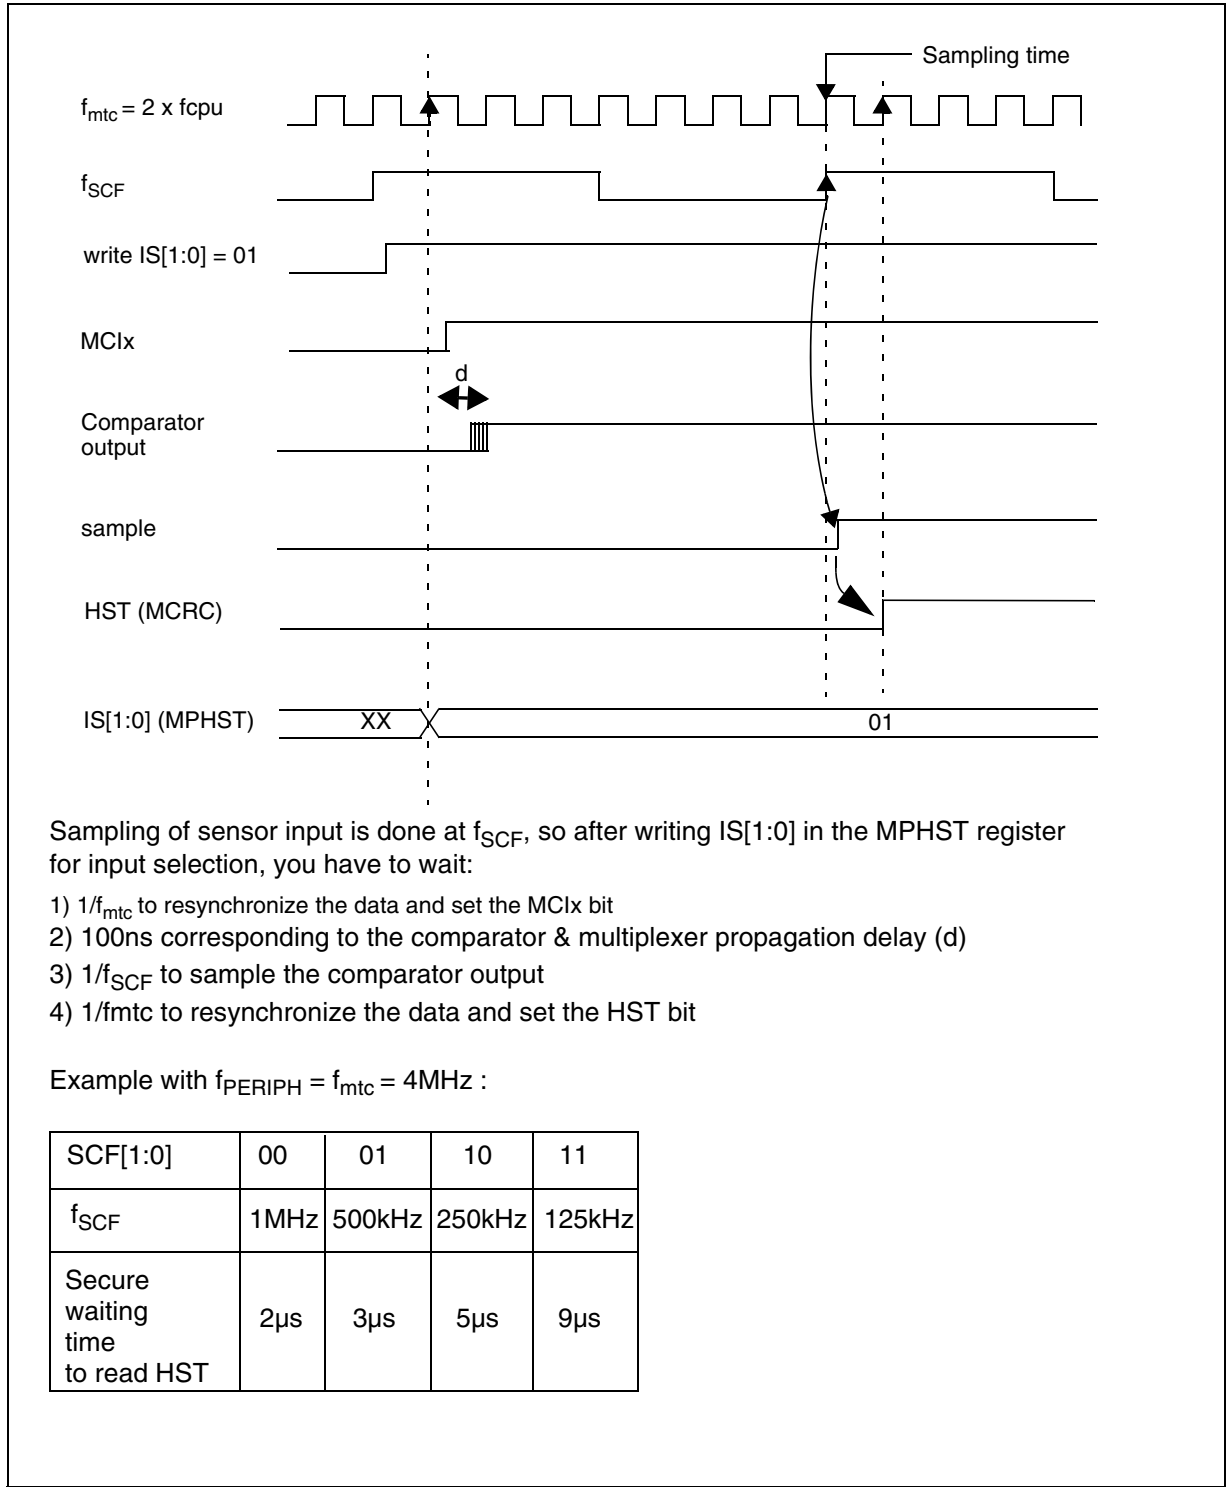 Sampling time
fmtc = 2 x fcpu
fSCF
write IS[1:0] = 01
MCIx
d
Comparator
output
sample
HST (MCRC)
IS[1:0] (MPHST) XX 01
Sampling of sensor input is done at fSCF, so after writing IS[1:0] in the MPHST register
for input selection, you have to wait:
1) 1/fmtc to resynchronize the data and set the MCIx bit
2) 100ns corresponding to the comparator & multiplexer propagation delay (d)
3) 1/fSCF to sample the comparator output
4) 1/fmtc to resynchronize the data and set the HST bit
Example with fPERIPH = fmtc = 4MHz :
SCF[1:0] 00 01 10 11
fSCF 1MHz 500kHz 250kHz 125kHz
Secure
waiting
time
to read HST 2µs 3µs 5µs 9µs